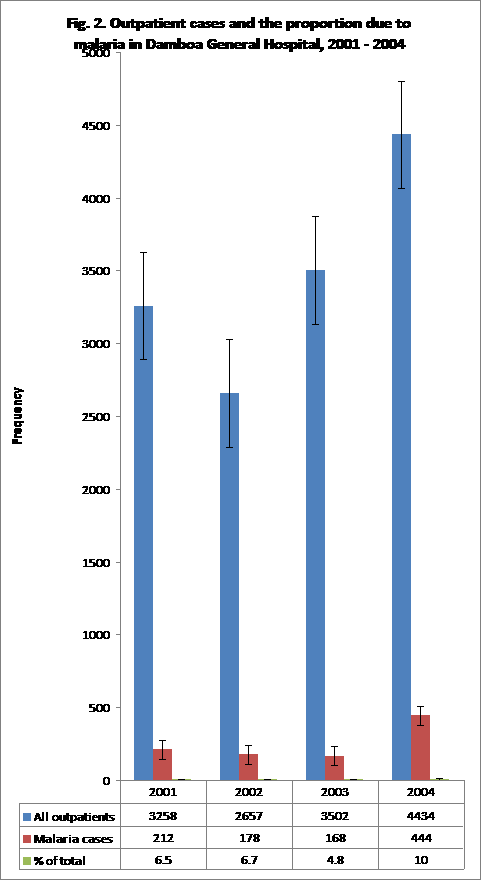 Fig. 2. Outpatient cases and the proportion due to
malaria in Damboa General Hospital, 2001 - 2004
Frequency
5000
4500
4000
3500
3000
2500
2000
1500
1000
500
0
2001 2002 2003 2004
All outpatients 3258 2657 3502 4434
Malaria cases 212 178 168 444
% of total 6.5 6.7 4.8 10